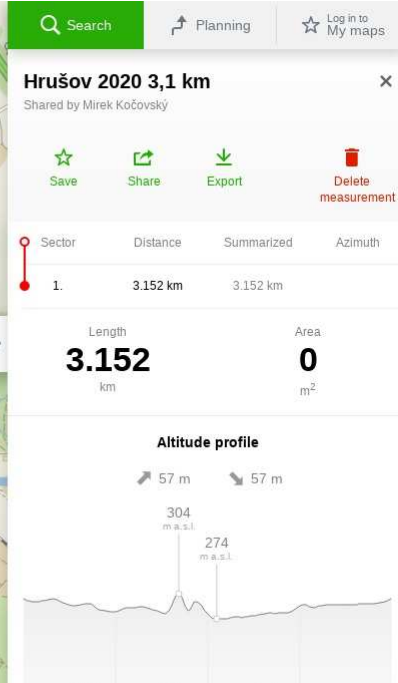 Search
Planning
Log in to
My maps
Hrušov 2020 3,1 km
Shared by Mirek Kočovský
Save
Share
Export
Delete
measurement
Sector Distance Summarized Azimuth
1. 3.152 km 3.152 km
Length Area
3.152 0
km m²
Altitude profile
57 m 57 m
304
m a.s.l.
274
m a.s.l.